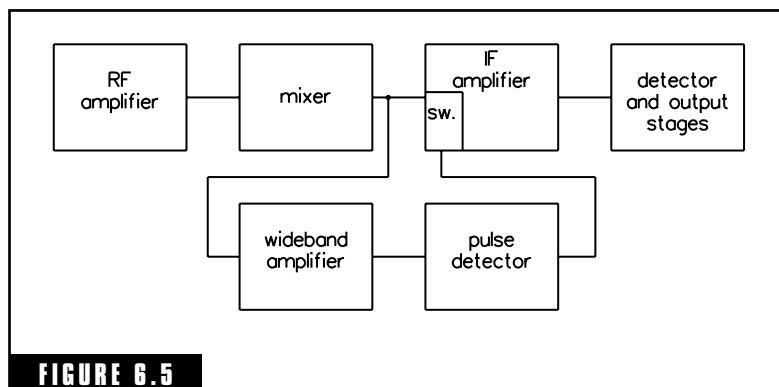 RF
amplifier
mixer
IF
amplifier
sw.
detector
and output
stages
wideband
amplifier
pulse
detector
FIGURE 6.5